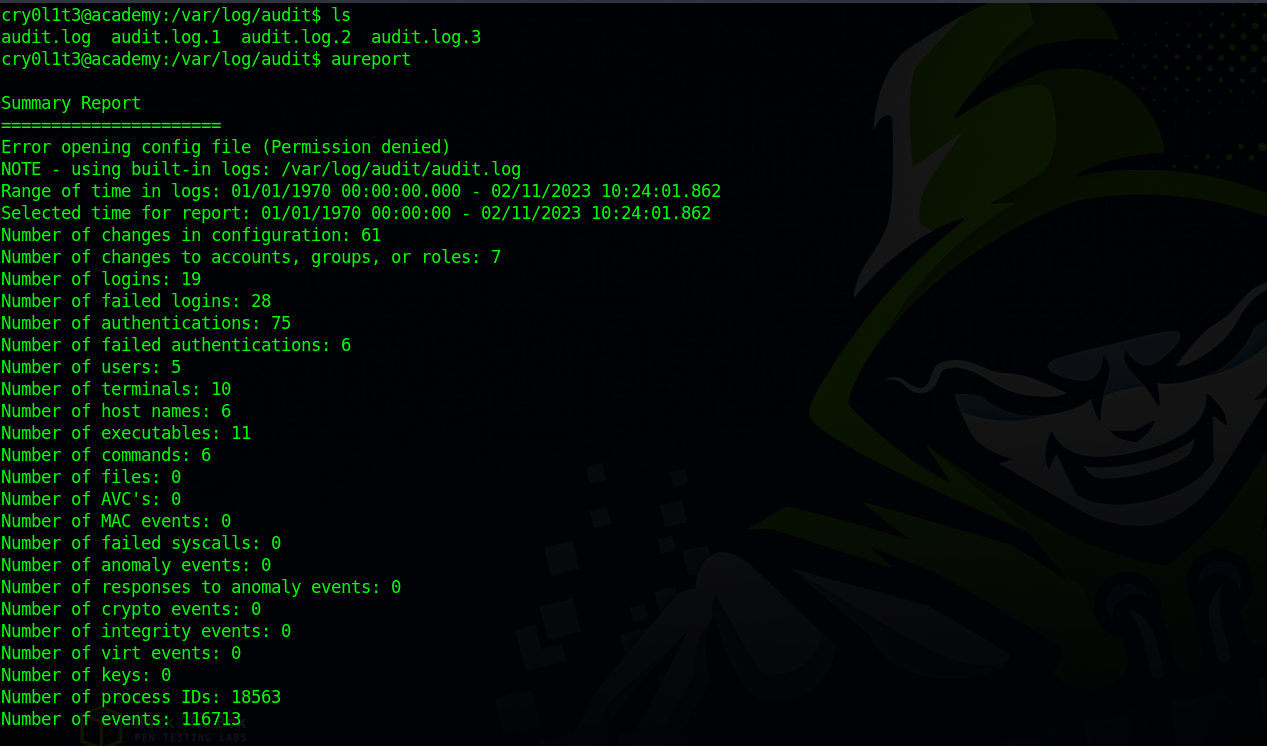 cry0l1t3@academy:/var/log/audit$ ls
audit.log  audit.log.1  audit.log.2  audit.log.3
cry0l1t3@academy:/var/log/audit$ aureport

Summary Report
======================
Error opening config file (Permission denied)
NOTE - using built-in logs: /var/log/audit/audit.log
Range of time in logs: 01/01/1970 00:00:00.000 - 02/11/2023 10:24:01.862
Selected time for report: 01/01/1970 00:00:00 - 02/11/2023 10:24:01.862
Number of changes in configuration: 61
Number of changes to accounts, groups, or roles: 7
Number of logins: 19
Number of failed logins: 28
Number of authentications: 75
Number of failed authentications: 6
Number of users: 5
Number of terminals: 10
Number of host names: 6
Number of executables: 11
Number of commands: 6
Number of files: 0
Number of AVC's: 0
Number of MAC events: 0
Number of failed syscalls: 0
Number of anomaly events: 0
Number of responses to anomaly events: 0
Number of crypto events: 0
Number of integrity events: 0
Number of virt events: 0
Number of keys: 0
Number of process IDs: 18563
Number of events: 116713
PEN-TESTING LABS